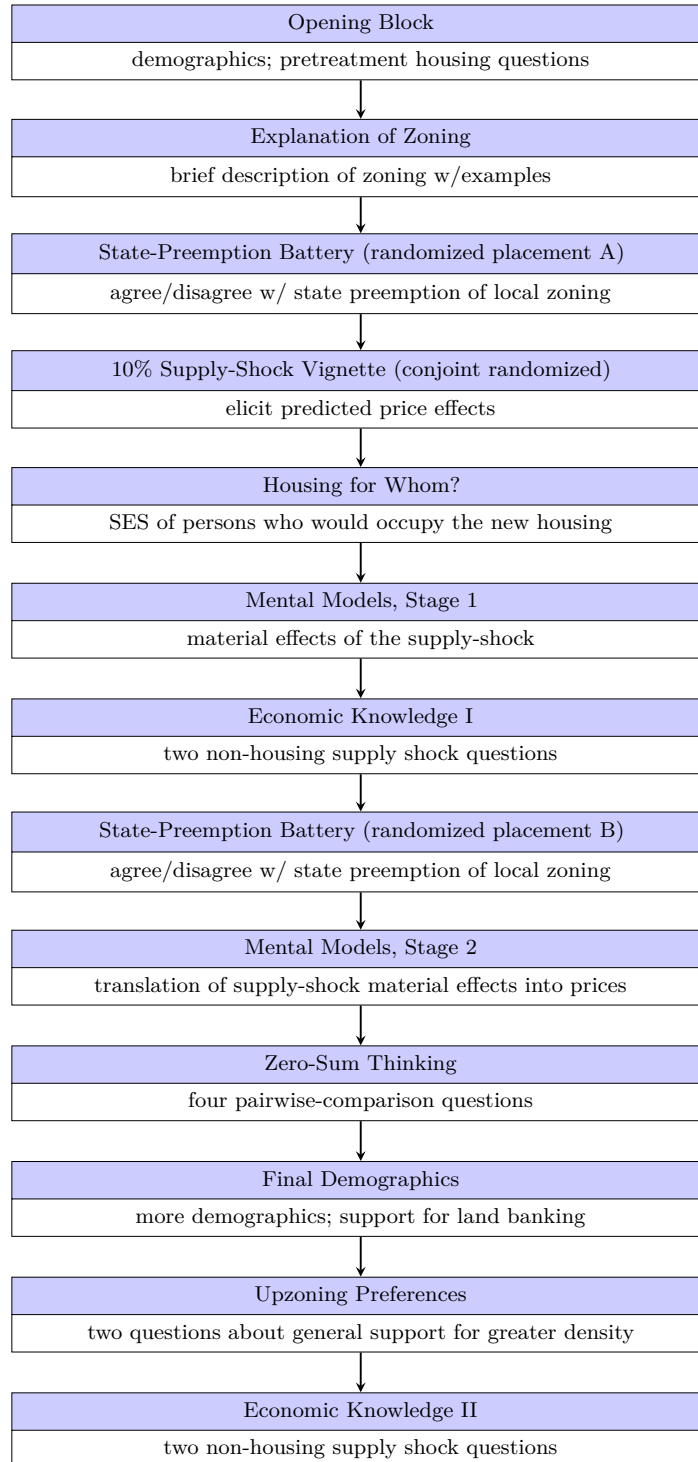 Opening Block
demographics; pretreatment housing questions
Explanation of Zoning
brief description of zoning w/examples
State-Preemption Battery (randomized placement A)
agree/disagree w/ state preemption of local zoning
10% Supply-Shock Vignette (conjoint randomized)
elicit predicted price effects
Housing for Whom?
SES of persons who would occupy the new housing
Mental Models, Stage 1
material effects of the supply-shock
Economic Knowledge I
two non-housing supply shock questions
State-Preemption Battery (randomized placement B)
agree/disagree w/ state preemption of local zoning
Mental Models, Stage 2
translation of supply-shock material effects into prices
Zero-Sum Thinking
four pairwise-comparison questions
Final Demographics
more demographics; support for land banking
Upzoning Preferences
two questions about general support for greater density
Economic Knowledge II
two non-housing supply shock questions